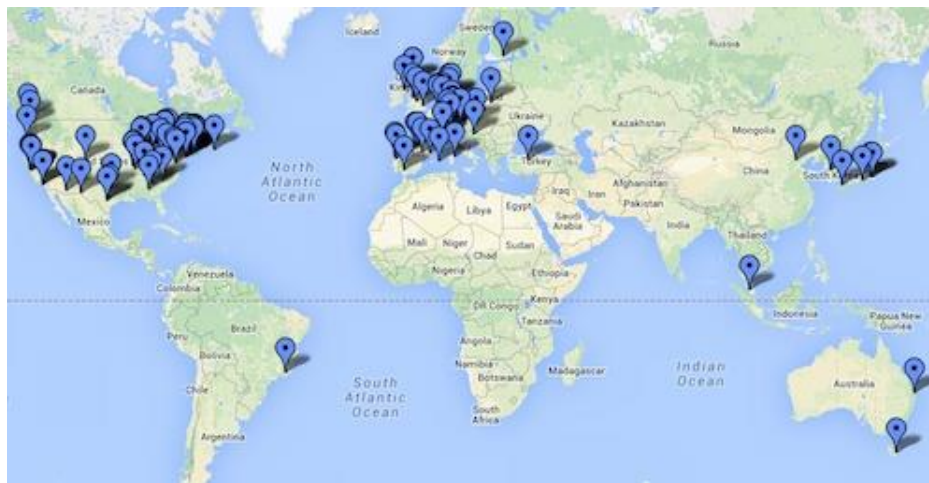 Iceland
Sweden
Norway
Russia
Canada
Ukraine
Kazakhstan
Mongolia
North
Atlantic
Ocean
Turkey
China
South Korea
Iraq
Iran
Afghanistan
Pakistan
Algeria
Libya
Egypt
Saudi
Arabia
India
Mexico
Mali
Niger
Chad
Sudan
Thailand
Nigeria
Ethiopia
Venezuela
Colombia
DR Congo
Kenya
Indonesia
Papua New
Guinea
Tanzania
Brazil
Peru
Angola
Bolivia
Namibia
Botswana
Madagascar
Indian
Ocean
South
Atlantic
Ocean
Chile
Australia
South
Africa
Argentina